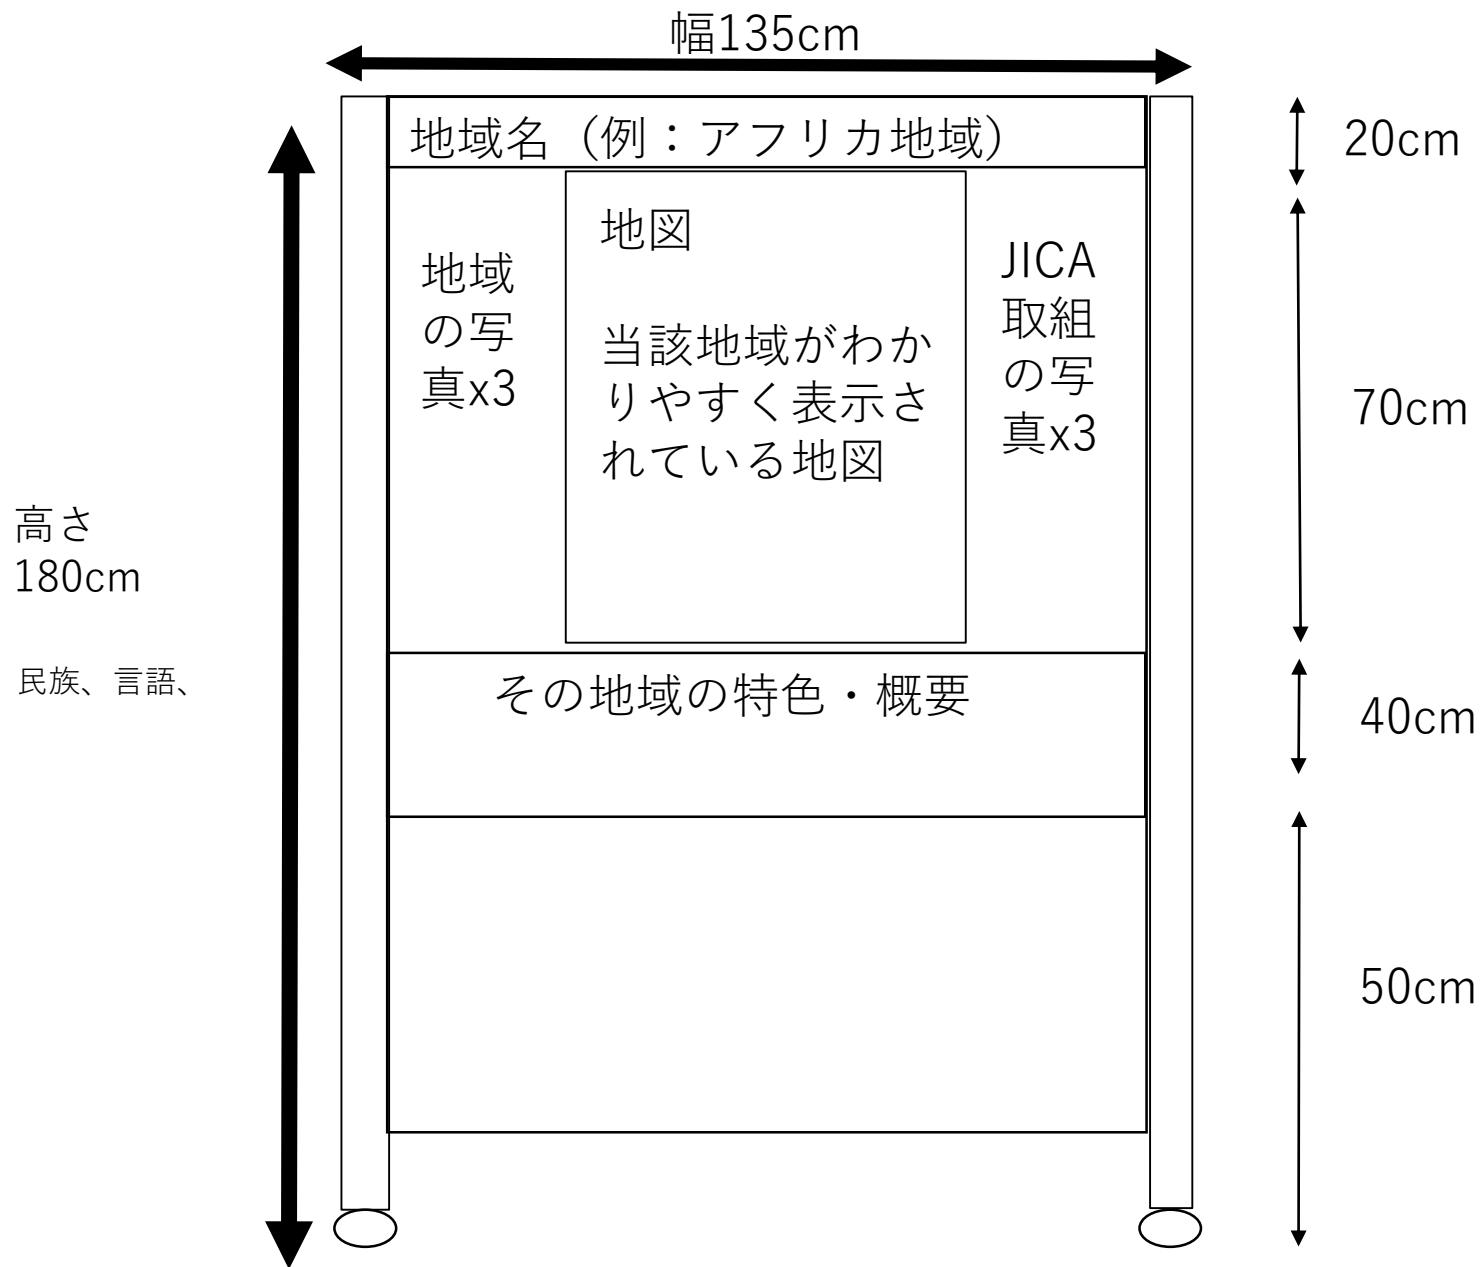 幅135cm
地域名（例：アフリカ地域）
20cm
地域
の写
真x3
地図
当該地域がわか
りやすく表示さ
れている地図
JICA
取組
の写
真x3
70cm
高さ
180cm
民族、言語、
その地域の特色・概要
40cm
50cm